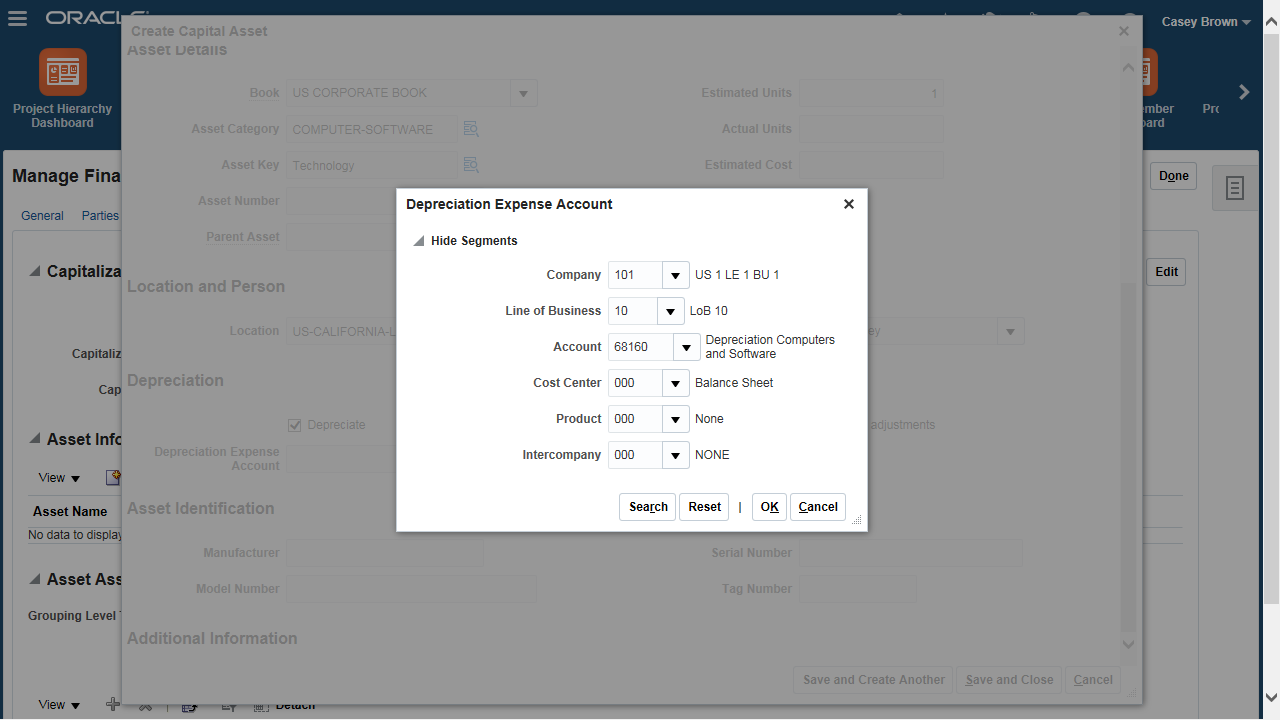 ORACLE
Casey Brown
Create Capital Asset
Project Hierarchy
Dashboard
Asset Details
Book US CORPORATE BOOK
Estimated Units 1
Asset Category COMPUTER-SOFTWARE
Actual Units
Asset Key Technology
Estimated Cost
Asset Number
Parent Asset
Manage Fina
Done
General Parties
Capitaliza
Edit
Location and Person
Location US-CALIFORNIA-L
Capitaliz
Cap
Depreciation
Depreciate
adjustments
Depreciation Expense
Account
Asset Info
View
Asset Name
No data to display
Asset Identification
Manufacturer
Serial Number
Model Number
Tag Number
Asset Ass
Grouping Level
Additional Information
Save and Create Another Save and Close Cancel
View
Detach
Depreciation Expense Account
Hide Segments
Company 101 US 1 LE 1 BU 1
Line of Business 10 LoB 10
Account 68160 Depreciation Computers
and Software
Cost Center 000 Balance Sheet
Product 000 None
Intercompany 000 NONE
Search Reset | OK Cancel